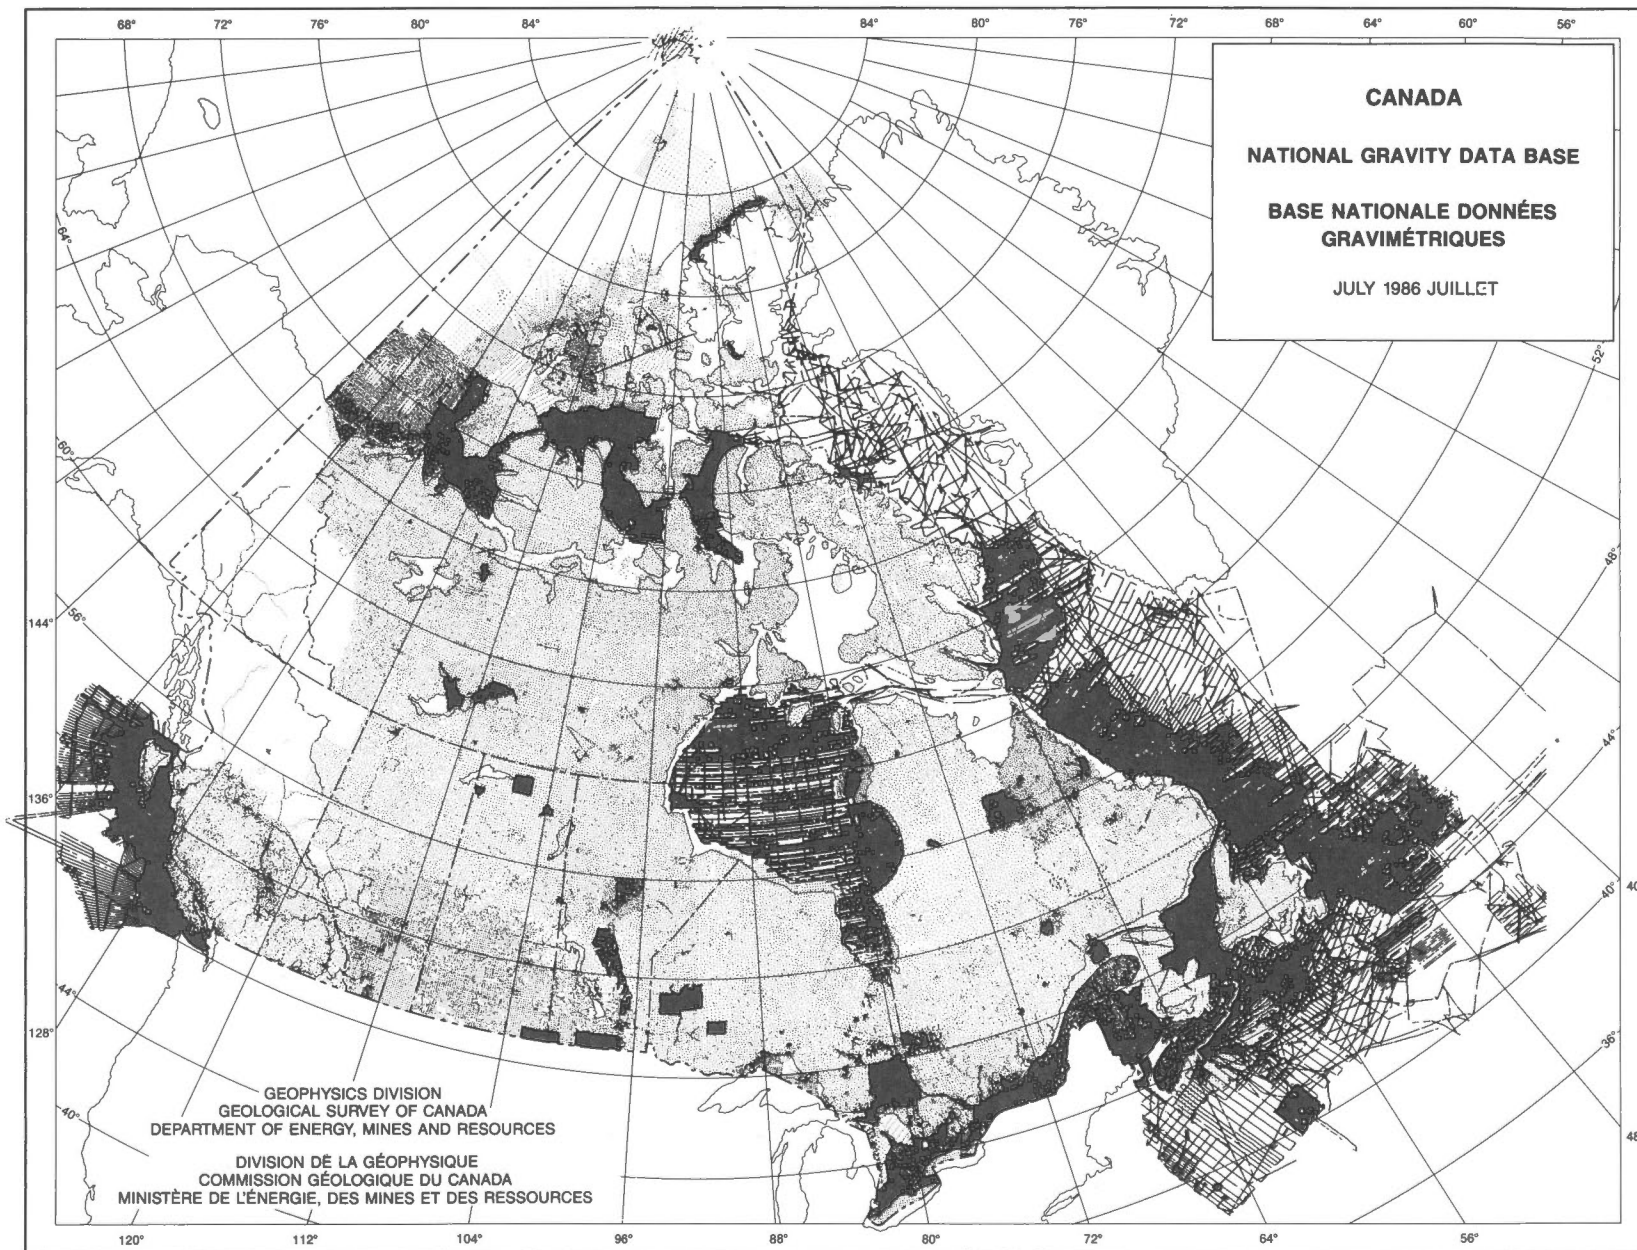 68° 72° 76° 80° 84° 80° 76° 72° 68° 60° 56°
CANADA
NATIONAL GRAVITY DATA BASE
BASE NATIONALE DONNÉES
GRAVIMÉTRIQUES
JULY 1986 JUILLET
64°
52°
60°
48°
144°
56°
44°
136°
40°
44°
36°
128°
40°
48
GEOPHYSICS DIVISION
GEOLOGICAL SURVEY OF CANADA
DEPARTMENT OF ENERGY, MINES AND RESOURCES
DIVISION DE LA GÉOPHYSIQUE
COMMISSION GÉOLOGIQUE DU CANADA
MINISTÈRE DE L'ÉNERGIE, DES MINES ET DES RESSOURCES
120° 112° 104° 96° 88° 80° 72° 64° 56°